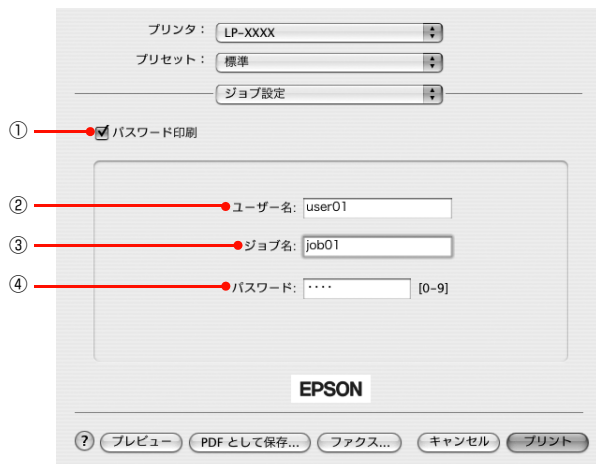 プリンタ： LP-XXXX
プリセット： 標準
ジョブ設定
① パスワード印刷
② ユーザー名: user01
③ ジョブ名: job01
④ パスワード: ････ [0-9]
EPSON
? プレビュー PDF として保存... ファクス... キャンセル プリント